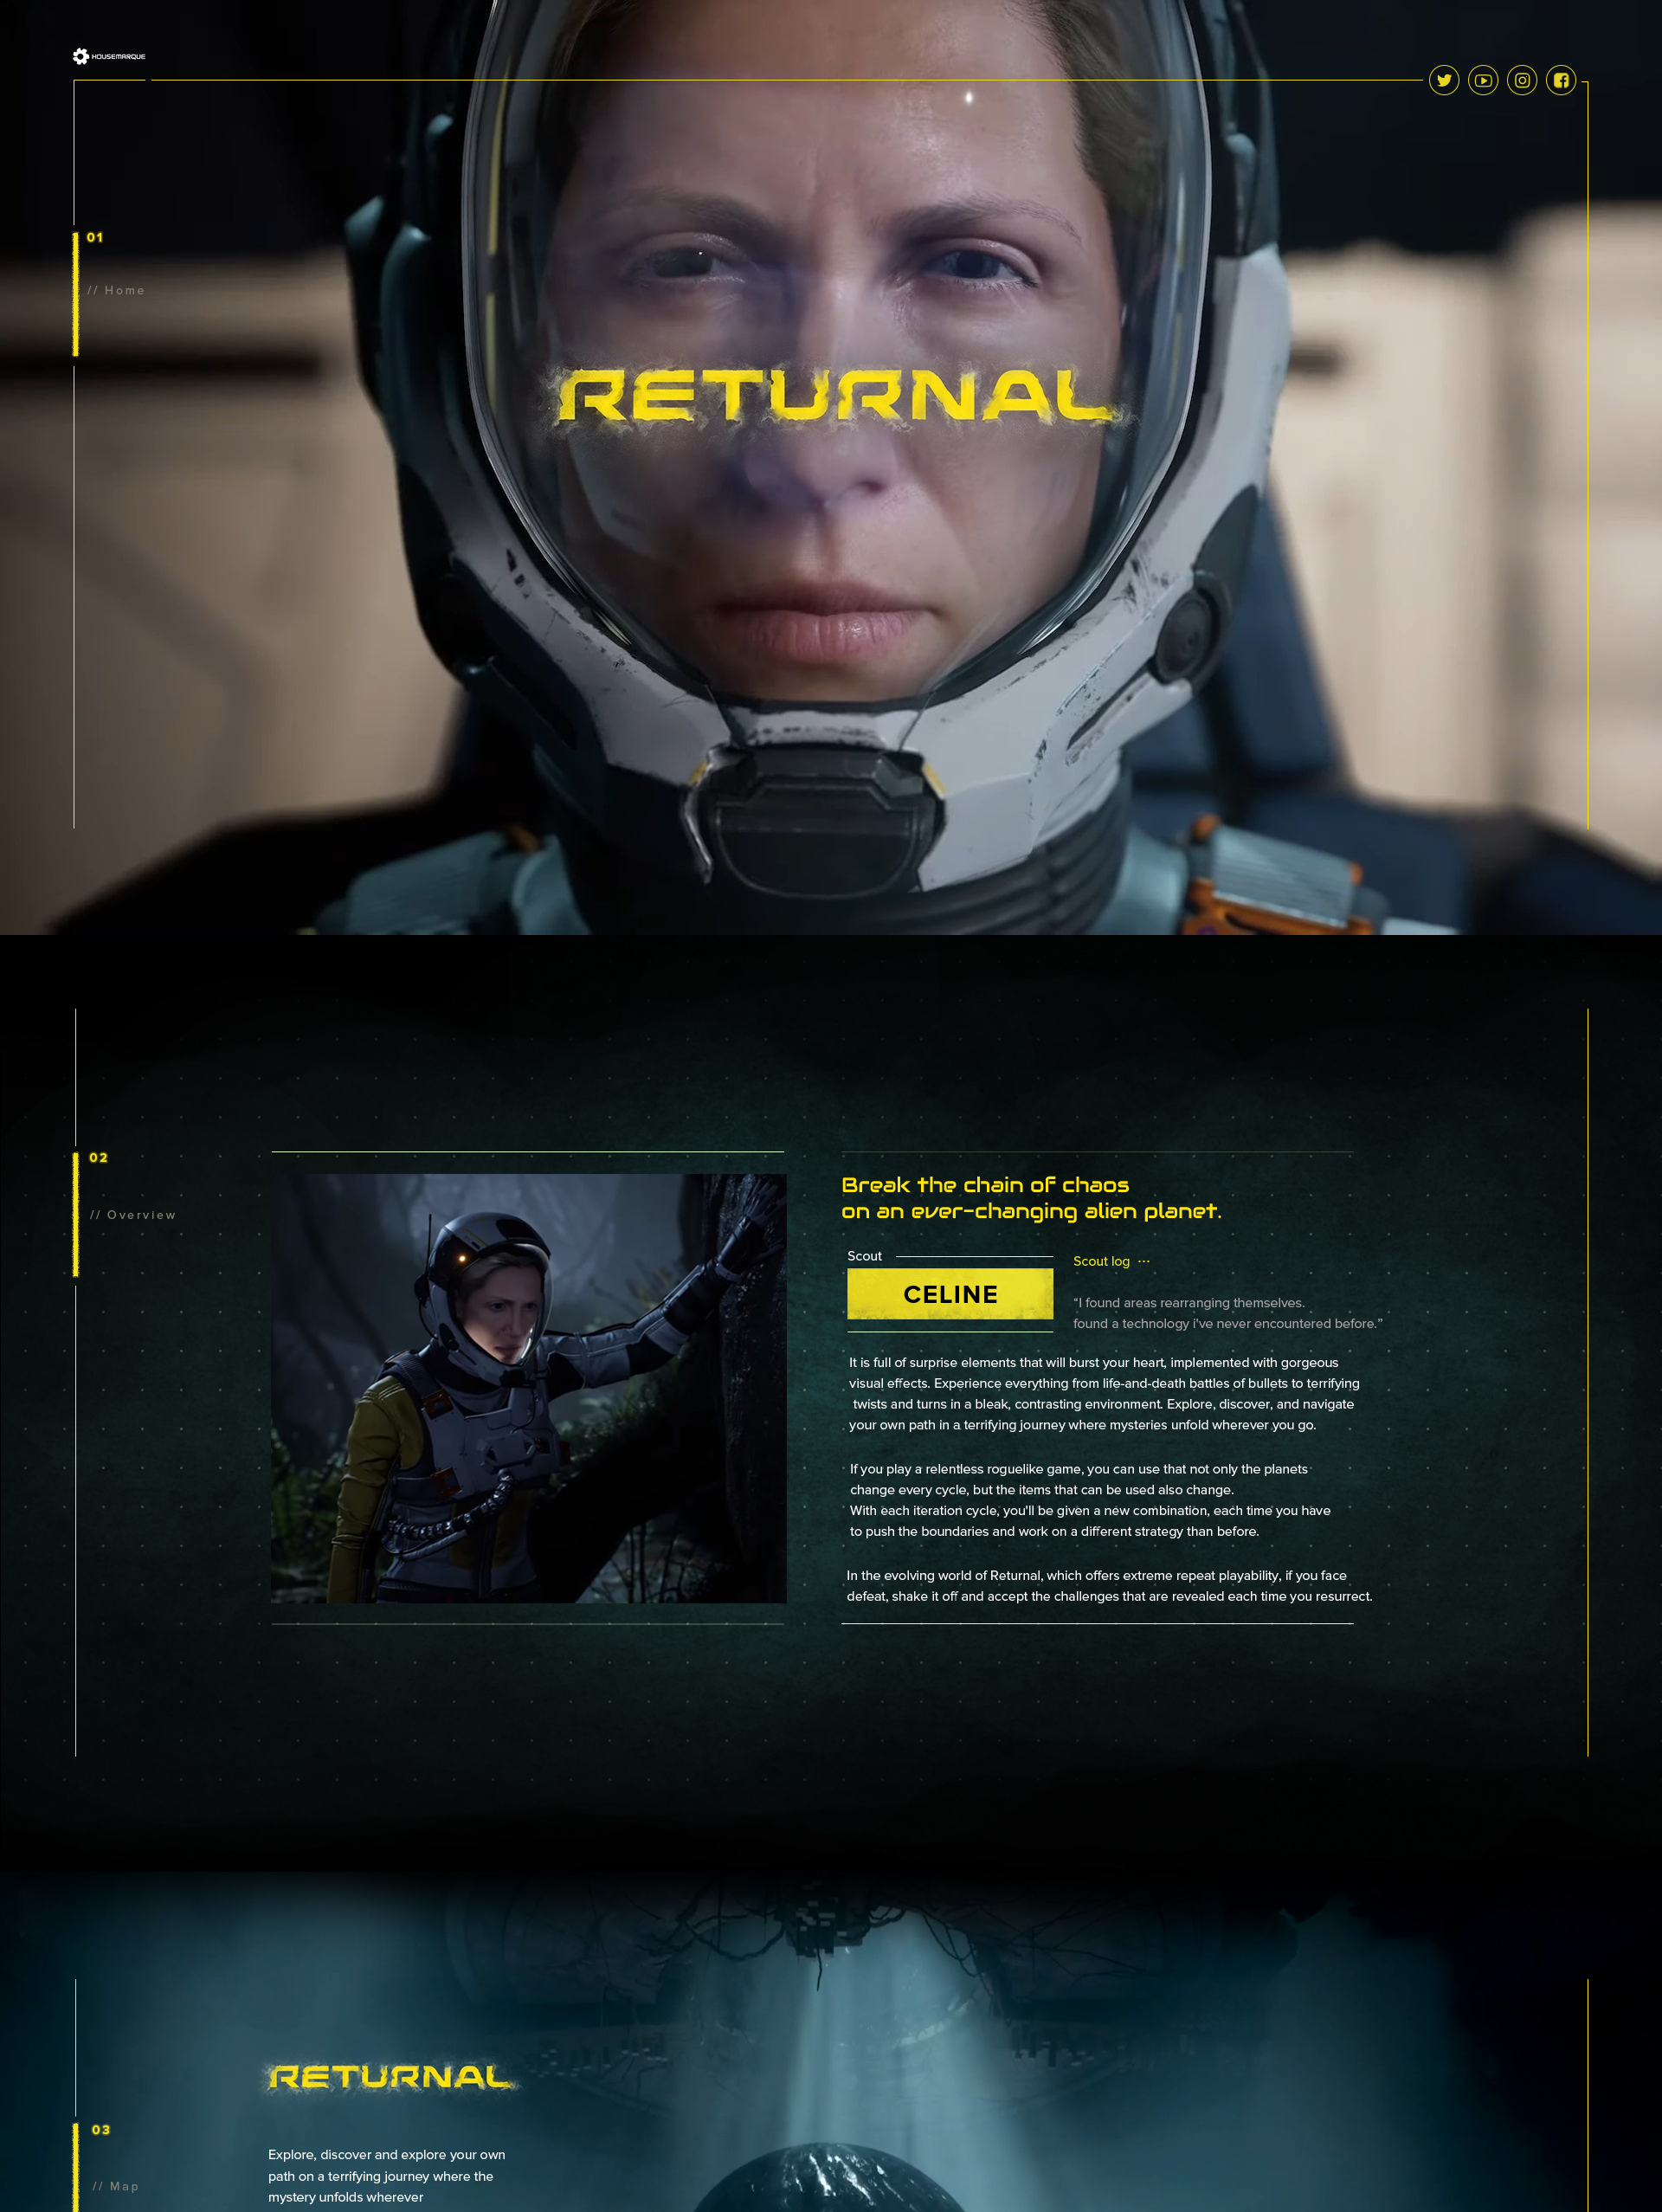 HOUSEMARQUE
01
// Home
RETURNAL
02
// Overview
Break the chain of chaos
on an ever-changing alien planet.
Scout
CELINE
Scout log ···
“I found areas rearranging themselves.
found a technology i've never encountered before.”
It is full of surprise elements that will burst your heart, implemented with gorgeous
visual effects. Experience everything from life-and-death battles of bullets to terrifying
twists and turns in a bleak, contrasting environment. Explore, discover, and navigate
your own path in a terrifying journey where mysteries unfold wherever you go.
If you play a relentless roguelike game, you can use that not only the planets
change every cycle, but the items that can be used also change.
With each iteration cycle, you'll be given a new combination, each time you have
to push the boundaries and work on a different strategy than before.
In the evolving world of Returnal, which offers extreme repeat playability, if you face
defeat, shake it off and accept the challenges that are revealed each time you resurrect.
RETURNAL
03
// Map
Explore, discover and explore your own
path on a terrifying journey where the
mystery unfolds wherever